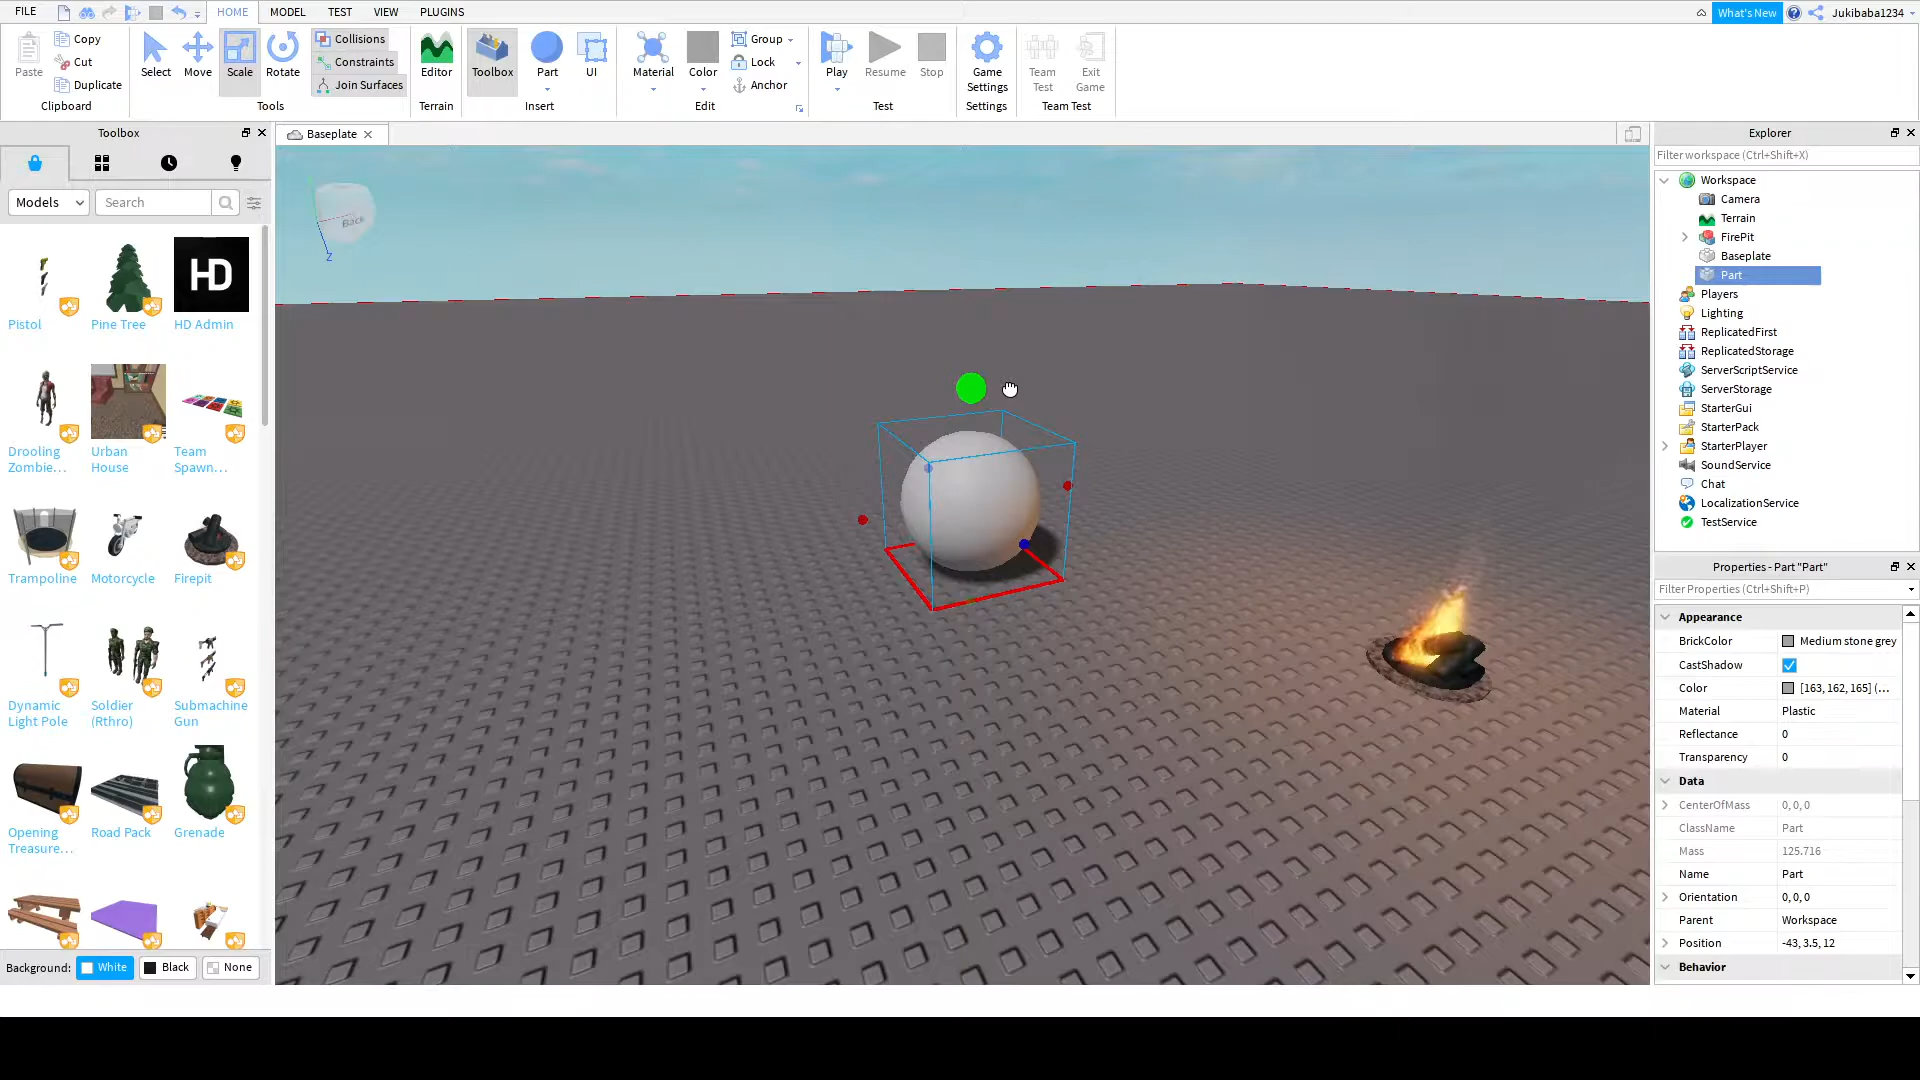 FILE HOME MODEL TEST VIEW PLUGINS What's New Jukibaba1234
Paste Copy Cut Duplicate Clipboard
Select Move Scale Rotate Collisions Constraints Join Surfaces Tools
Editor Terrain
Toolbox Part UI Insert
Material Color Group Lock Anchor Edit
Play Resume Stop Test
Game Settings Settings
Team Test Exit Game Team Test
Toolbox
Models Search
Pistol Pine Tree HD HD Admin
Drooling Zombie... Urban House Team Spawn...
Trampoline Motorcycle Firepit
Dynamic Light Pole Soldier (Rthro) Submachine Gun
Opening Treasure... Road Pack Grenade
Background: White Black None
Baseplate
Back
Z
Explorer
Filter workspace (Ctrl+Shift+X)
Workspace
Camera
Terrain
FirePit
Baseplate
Part
Players
Lighting
ReplicatedFirst
ReplicatedStorage
ServerScriptService
ServerStorage
StarterGui
StarterPack
StarterPlayer
SoundService
Chat
LocalizationService
TestService
Properties - Part "Part"
Filter Properties (Ctrl+Shift+P)
Appearance
BrickColor Medium stone grey
CastShadow
Color [163, 162, 165] (...
Material Plastic
Reflectance 0
Transparency 0
Data
CenterOfMass 0, 0, 0
ClassName Part
Mass 125.716
Name Part
Orientation 0, 0, 0
Parent Workspace
Position -43, 3.5, 12
Behavior